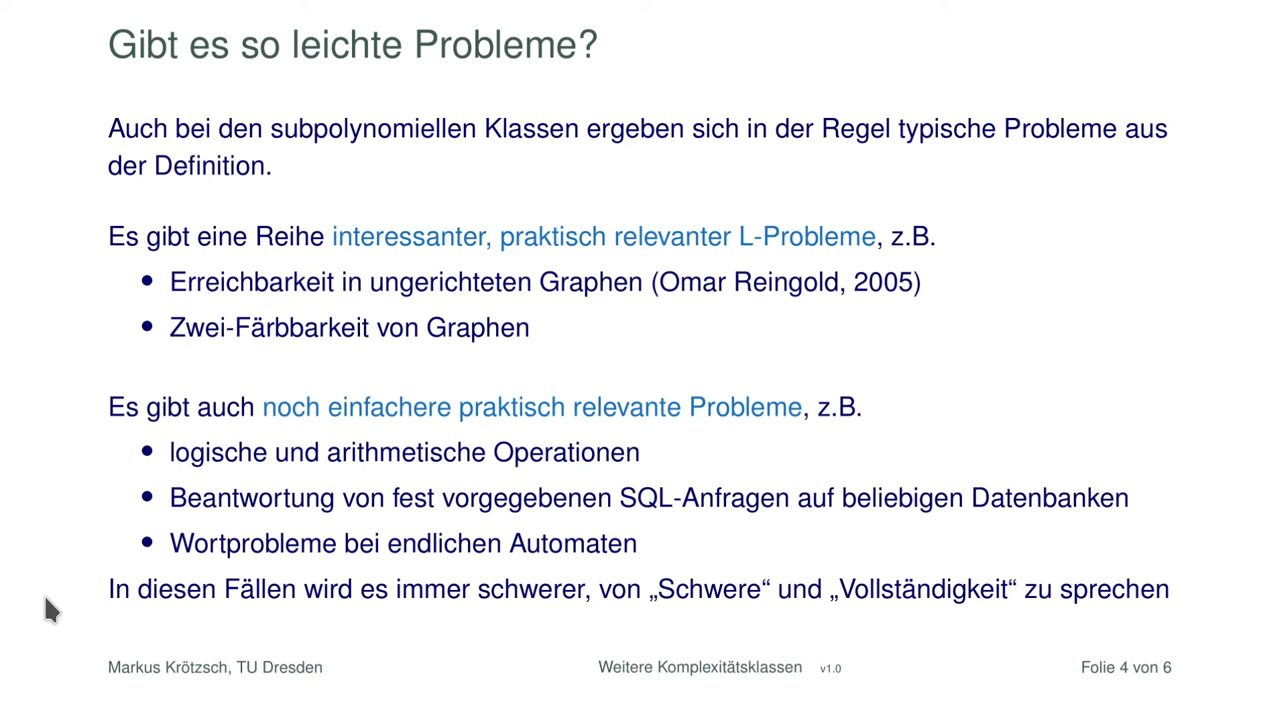 Gibt es so leichte Probleme?
Auch bei den subpolynomiellen Klassen ergeben sich in der Regel typische Probleme aus
der Definition.
Es gibt eine Reihe interessanter, praktisch relevanter L-Probleme, z.B.
• Erreichbarkeit in ungerichteten Graphen (Omar Reingold, 2005)
• Zwei-Färbbarkeit von Graphen
Es gibt auch noch einfachere praktisch relevante Probleme, z.B.
• logische und arithmetische Operationen
• Beantwortung von fest vorgegebenen SQL-Anfragen auf beliebigen Datenbanken
• Wortprobleme bei endlichen Automaten
In diesen Fällen wird es immer schwerer, von „Schwere“ und „Vollständigkeit“ zu sprechen
Markus Krötzsch, TU Dresden Weitere Komplexitätsklassen v1.0 Folie 4 von 6